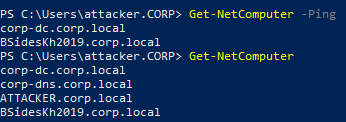 PS C:\Users\attacker.CORP> Get-NetComputer -Ping
corp-dc.corp.local
BSidesKh2019.corp.local
PS C:\Users\attacker.CORP> Get-NetComputer
corp-dc.corp.local
corp-dns.corp.local
ATTACKER.corp.local
BSidesKh2019.corp.local